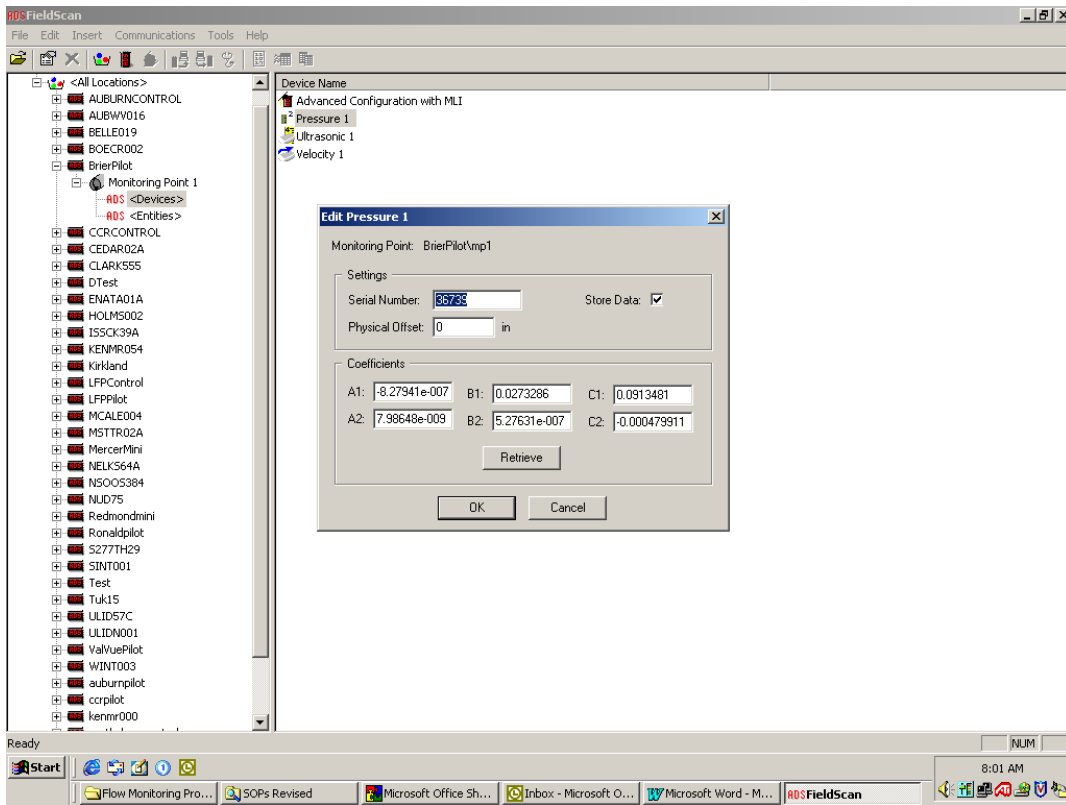 ADSFieldScan
File Edit Insert Communications Tools Help
<All Locations>
AUBURNCONTROL
AUBWV016
BELLE019
BOECR002
BrierPilot
Monitoring Point 1
ADS <Devices>
ADS <Entities>
CCRCONTROL
CEDAR02A
CLARK555
DTest
ENATA01A
HOLMS002
ISSCK39A
KENMR054
Kirkland
LFPControl
LFPPilot
MCALE004
MSTTR02A
MercerMini
NELKS64A
NSOOS384
NUD75
Redmondmini
Ronaldpilot
S277TH29
SINT001
Test
Tuk15
ULID57C
ULIDN001
ValVuePilot
WINT003
auburnpilot
ccrpilot
kenmr000
Device Name
Advanced Configuration with MLI
Pressure 1
Ultrasonic 1
Velocity 1
Edit Pressure 1
Monitoring Point: BrierPilot\mp1
Settings
Serial Number: 36739 Store Data:
Physical Offset: 0 in
Coefficients
A1: -8.27941e-007 B1: 0.0273286 C1: 0.0913481
A2: 7.98648e-009 B2: 5.27631e-007 C2: -0.000479911
Retrieve
OK Cancel
Ready NUM
Start 8:01 AM
Flow Monitoring Pro... SOPs Revised Microsoft Office Sh... Inbox - Microsoft O... Microsoft Word - M... ADSFieldScan